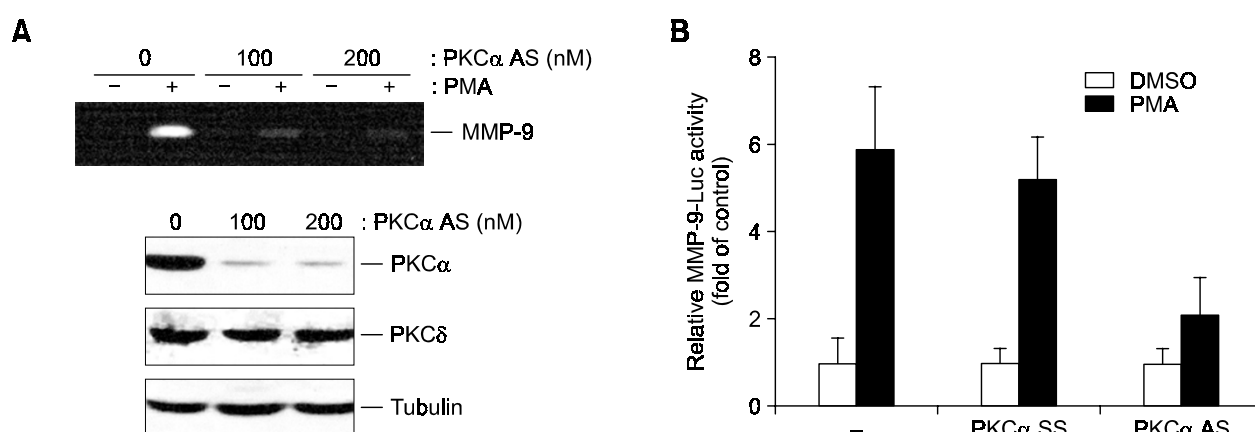 A
0 100 200 : PKCα AS (nM)
− + − + − + : PMA
MMP-9
0 100 200 : PKCα AS (nM)
PKCα
PKCδ
Tubulin
B
Relative MMP-9-Luc activity
(fold of control)
8
6
4
2
0
DMSO
PMA
− PKCα SS PKCα AS